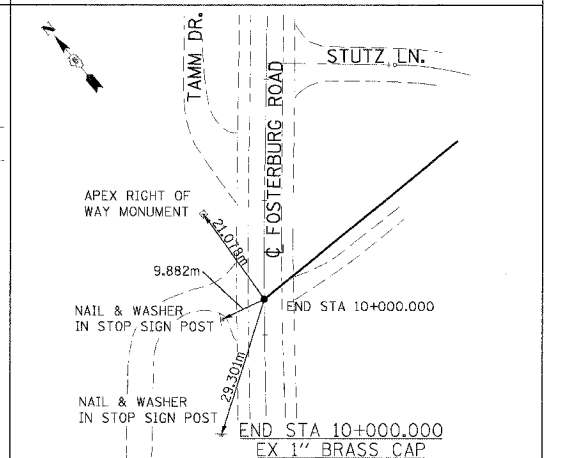 N
TAMM DR.
STUTZ LN.
℄ FOSTERBURG ROAD
APEX RIGHT OF
WAY MONUMENT
21.078m
9.882m
NAIL & WASHER
IN STOP SIGN POST
END STA 10+000.000
29.301m
NAIL & WASHER
IN STOP SIGN POST
END STA 10+000.000
EX 1" BRASS CAP